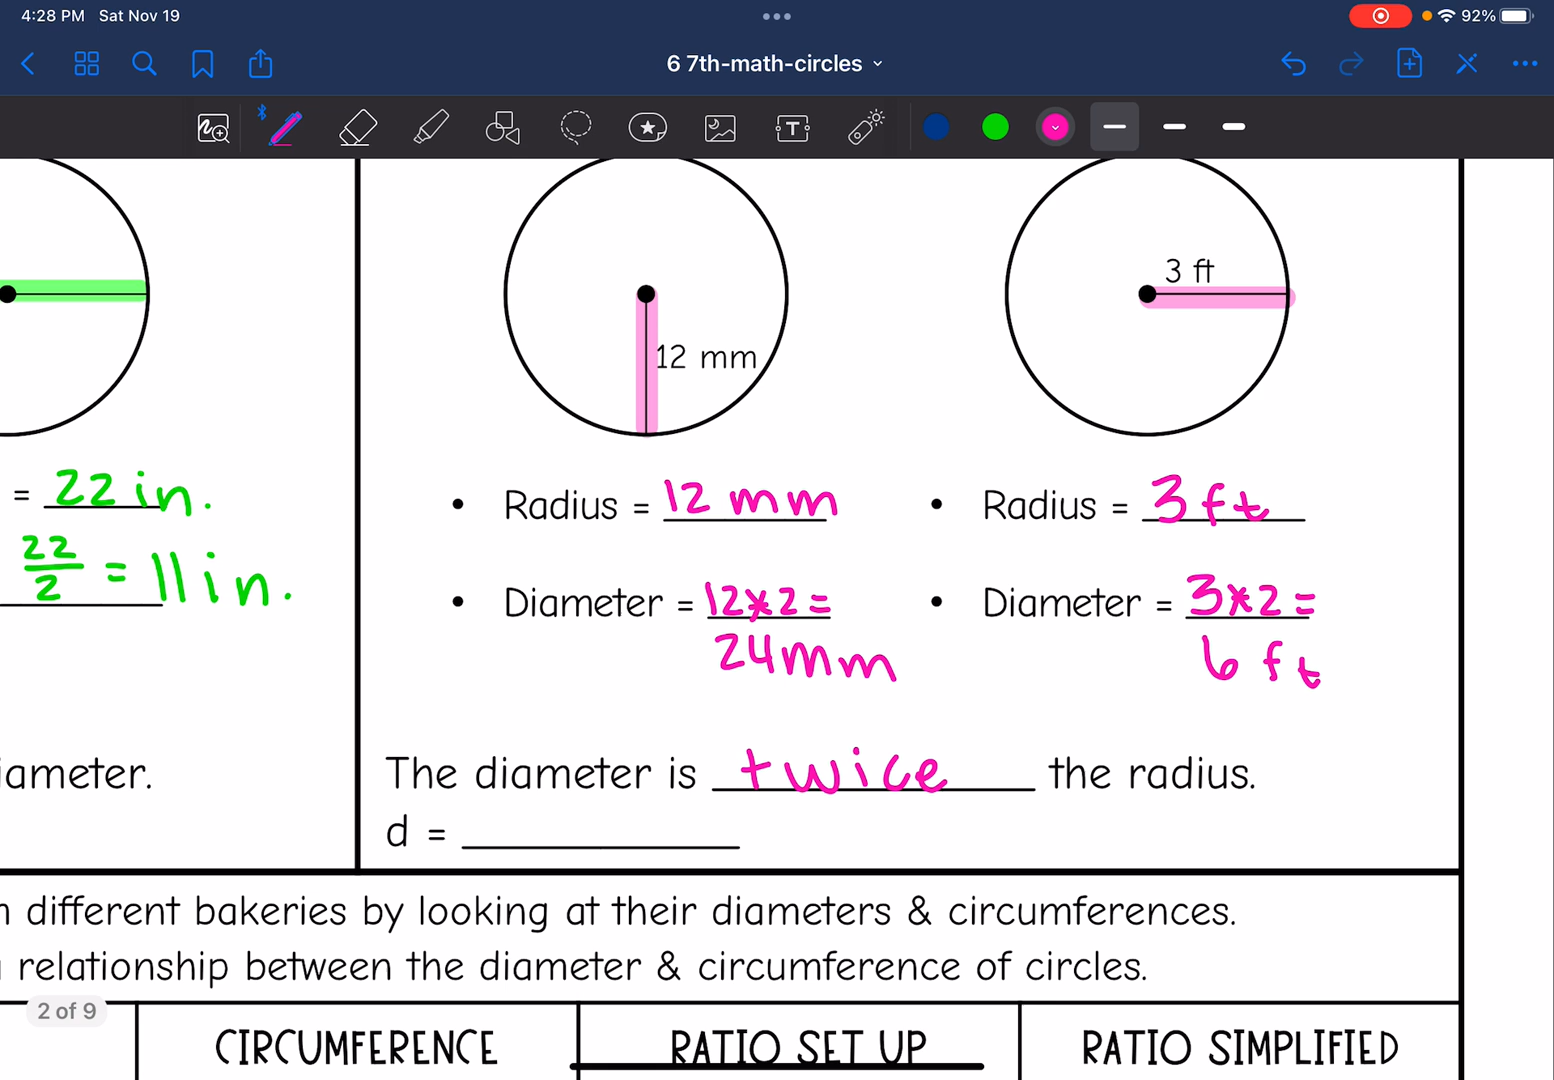 4:28 PM Sat Nov 19
92%
6 7th-math-circles
12 mm
3 ft
= 22 in.
22/2 = 11 in.
• Radius = 12 mm
• Radius = 3 ft
• Diameter = 12*2=
24mm
• Diameter = 3*2=
6 ft
iameter.
The diameter is twice the radius.
d = ____________
n different bakeries by looking at their diameters & circumferences.
relationship between the diameter & circumference of circles.
2 of 9
CIRCUMFERENCE
RATIO SET UP
RATIO SIMPLIFIED